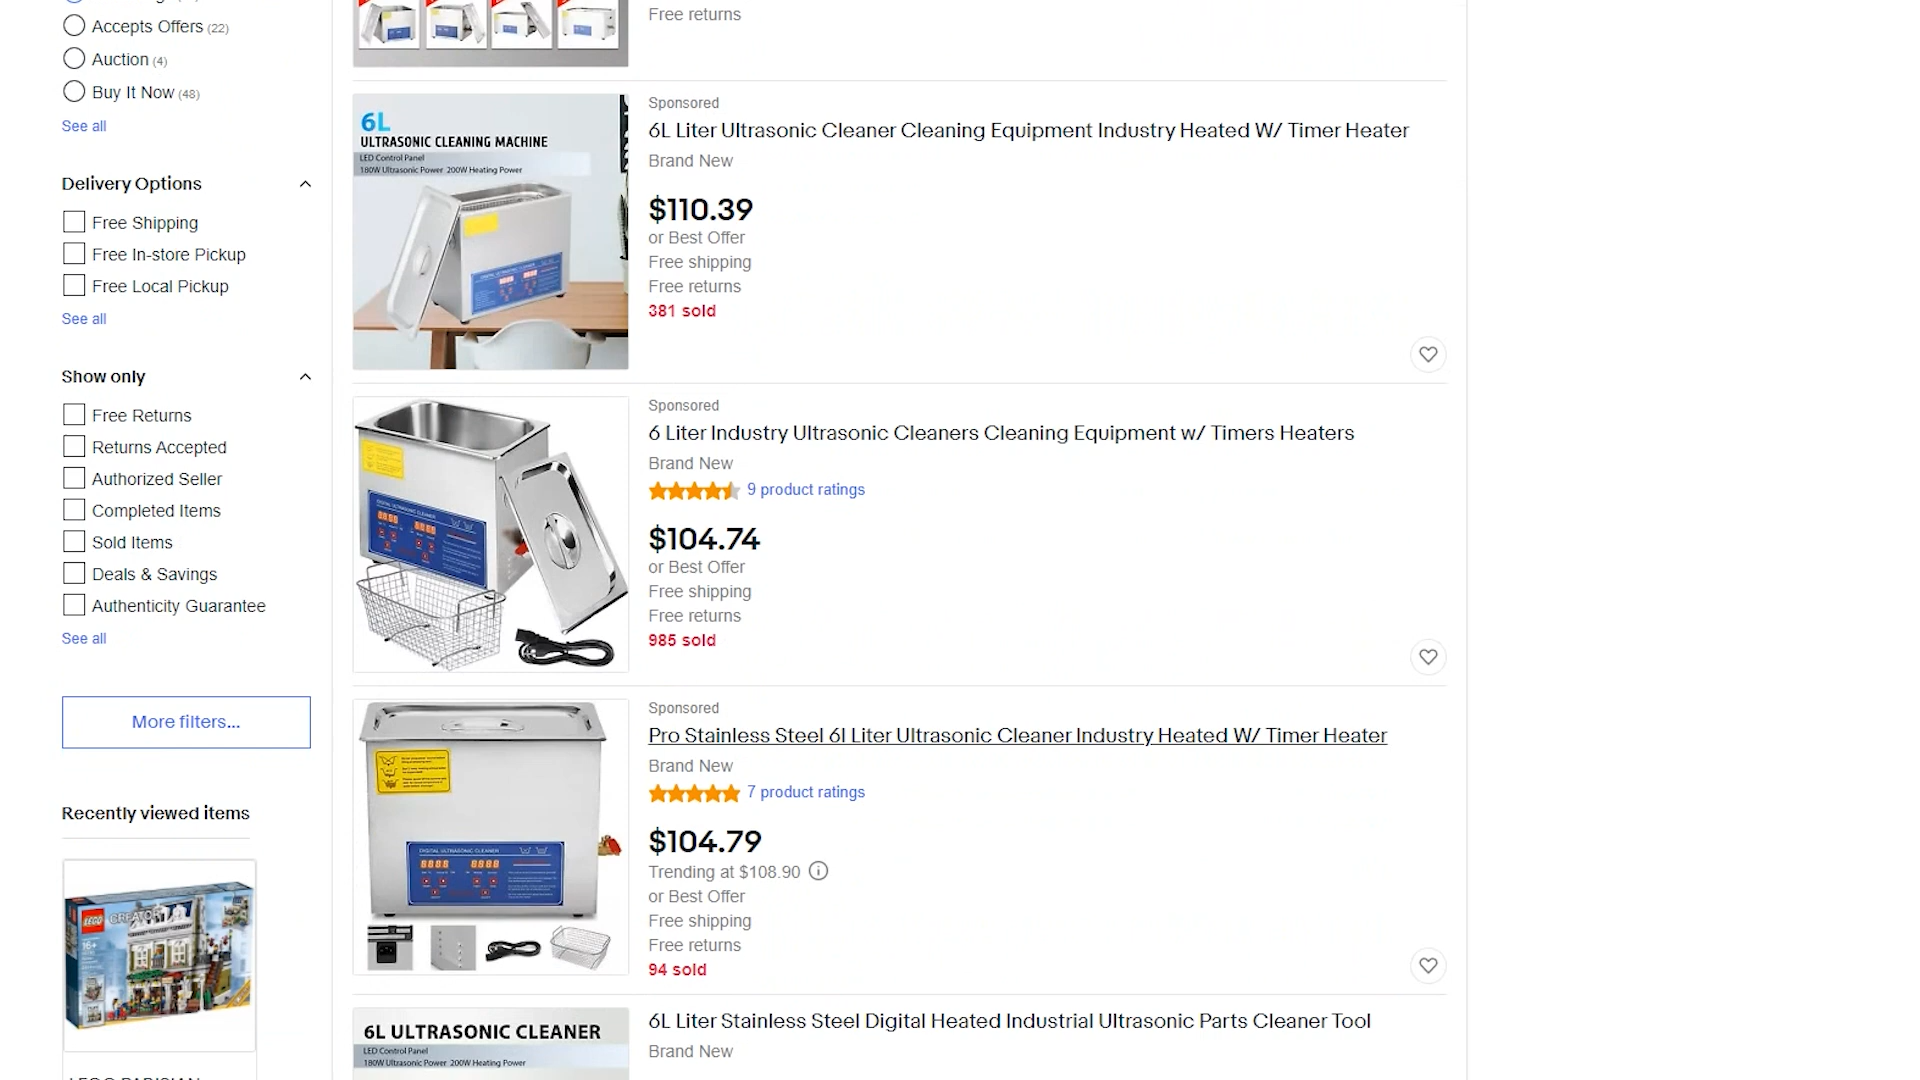 Accepts Offers (22)
Auction (4)
Buy It Now (48)
See all
Delivery Options
Free Shipping
Free In-store Pickup
Free Local Pickup
See all
Show only
Free Returns
Returns Accepted
Authorized Seller
Completed Items
Sold Items
Deals & Savings
Authenticity Guarantee
See all
More filters...
Recently viewed items
LEGO
CREATOR
16+
Free returns
6L
ULTRASONIC CLEANING MACHINE
LED Control Panel
180W Ultrasonic Power 200W Heating Power
Sponsored
6L Liter Ultrasonic Cleaner Cleaning Equipment Industry Heated W/ Timer Heater
Brand New
$110.39
or Best Offer
Free shipping
Free returns
381 sold
Sponsored
6 Liter Industry Ultrasonic Cleaners Cleaning Equipment w/ Timers Heaters
Brand New
9 product ratings
$104.74
or Best Offer
Free shipping
Free returns
985 sold
DIGITAL ULTRASONIC CLEANER
Sponsored
Pro Stainless Steel 6l Liter Ultrasonic Cleaner Industry Heated W/ Timer Heater
Brand New
7 product ratings
$104.79
Trending at $108.90
or Best Offer
Free shipping
Free returns
94 sold
6L ULTRASONIC CLEANER
LED Control Panel
180W Ultrasonic Power 200W Heating Power
6L Liter Stainless Steel Digital Heated Industrial Ultrasonic Parts Cleaner Tool
Brand New